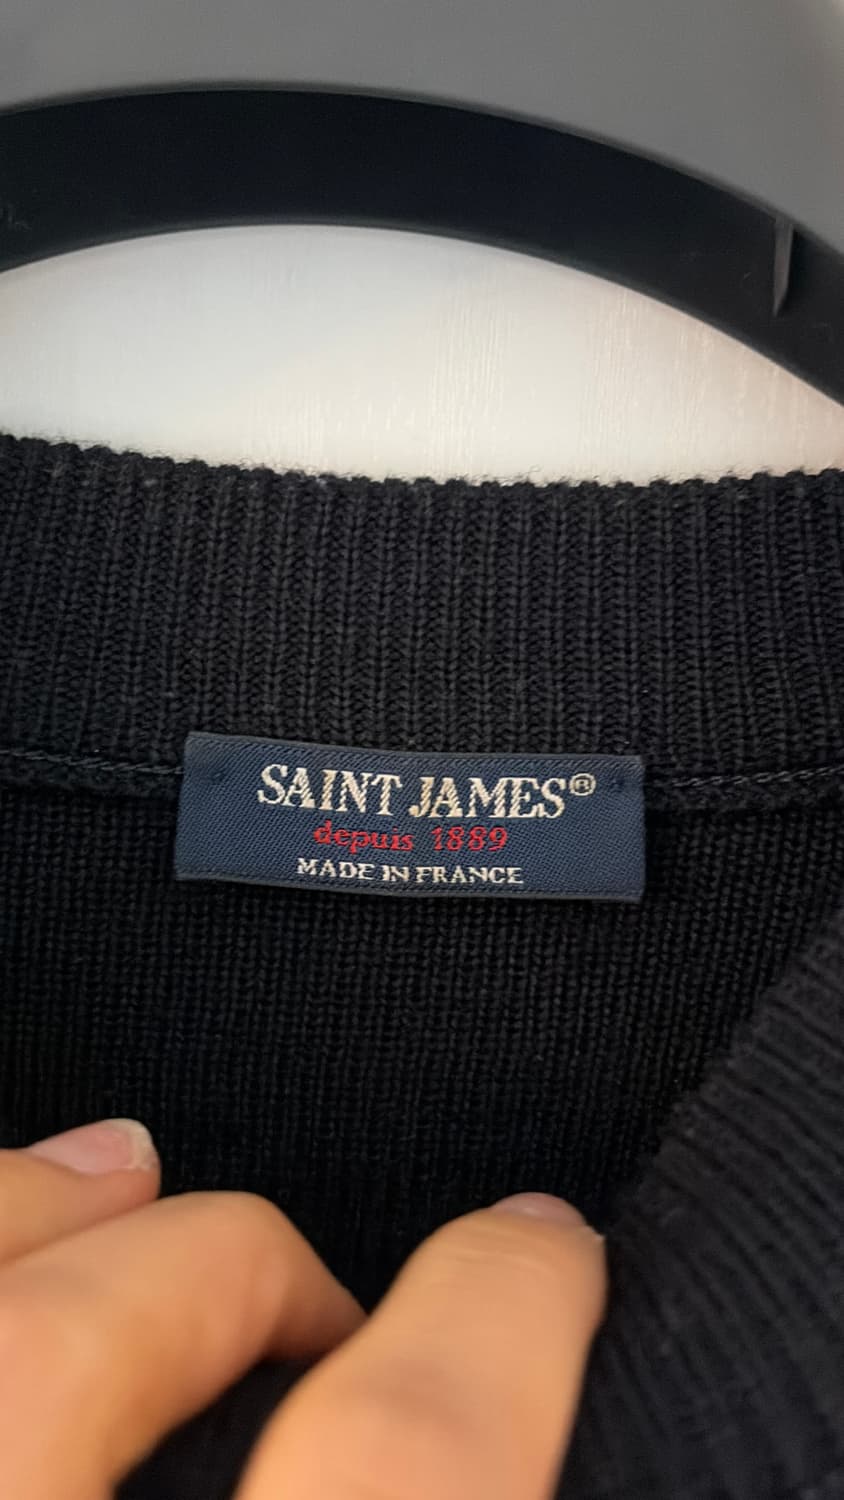 SAINT JAMES®
depuis 1889
MADE IN FRANCE